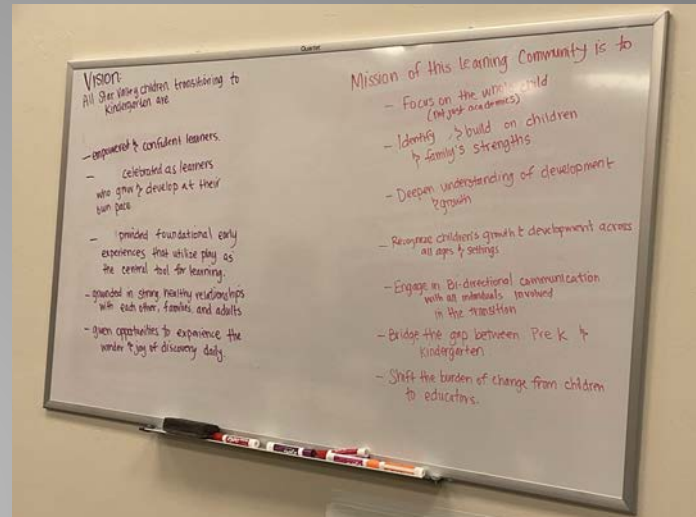 Quartet
Vision:
All Star Valley children transitioning to
Kindergarten are
- empowered & confident learners.
- celebrated as learners
who grow & develop at their
own pace
- provided foundational early
experiences that utilize play as
the central tool for learning.
- grounded in strong, healthy relationships
with each other, families, and adults
- given opportunities to experience the
wonder & joy of discovery daily.
Mission of this Learning Community is to
- Focus on the whole child
(not just academics)
- Identify & build on children
& family's strengths
- Deepen understanding of development
& growth
- Recognize children's growth & development across
all ages & settings
- Engage in Bi-directional communication
with all individuals involved
in the transition
- Bridge the gap between Pre K &
Kindergarten
- Shift the burden of change from children
to educators.